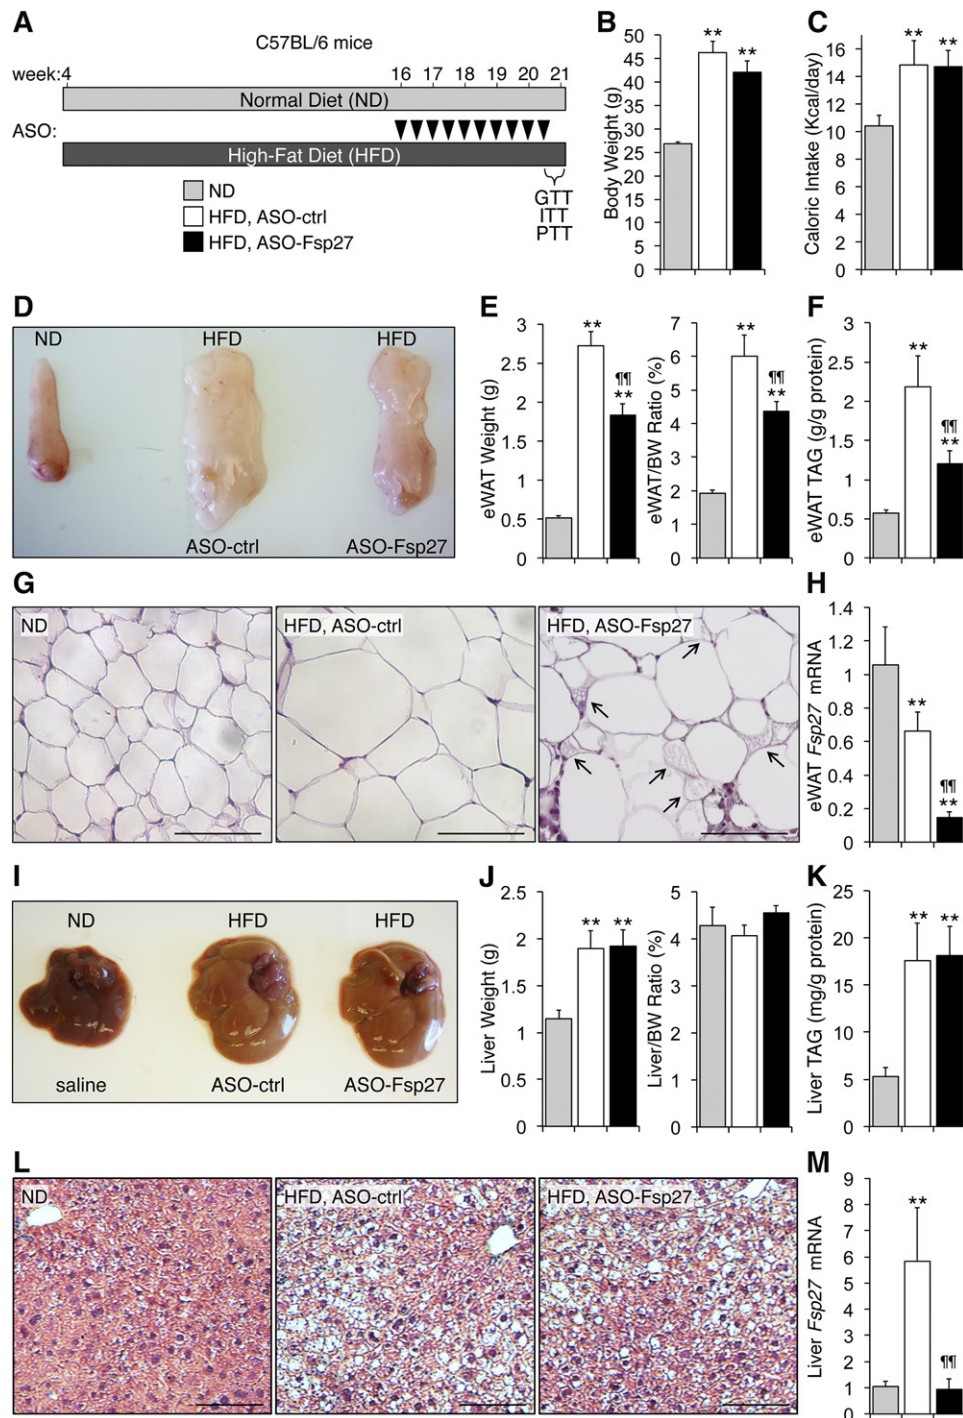 A
C57BL/6 mice
week:4 16 17 18 19 20 21
Normal Diet (ND)
ASO:
High-Fat Diet (HFD)
GTT
ITT
PTT
ND
HFD, ASO-ctrl
HFD, ASO-Fsp27
B
Body Weight (g)
50
45
40
35
30
25
20
15
10
5
0
** **
C
Caloric Intake (Kcal/day)
16
14
12
10
8
6
4
2
0
** **
D
ND HFD HFD
ASO-ctrl ASO-Fsp27
E
eWAT Weight (g)
3
2.5
2
1.5
1
0.5
0
**
¶¶
**
eWAT/BW Ratio (%)
7
6
5
4
3
2
1
0
**
¶¶
**
F
eWAT TAG (g/g protein)
3
2.5
2
1.5
1
0.5
0
**
¶¶
**
G
ND
HFD, ASO-ctrl
HFD, ASO-Fsp27
H
eWAT Fsp27 mRNA
1.4
1.2
1
0.8
0.6
0.4
0.2
0
**
¶¶
**
I
ND HFD HFD
saline ASO-ctrl ASO-Fsp27
J
Liver Weight (g)
2.5
2
1.5
1
0.5
0
** **
Liver/BW Ratio (%)
5
4
3
2
1
0
K
Liver TAG (mg/g protein)
25
20
15
10
5
0
** **
L
ND
HFD, ASO-ctrl
HFD, ASO-Fsp27
M
Liver Fsp27 mRNA
9
8
7
6
5
4
3
2
1
0
**
¶¶